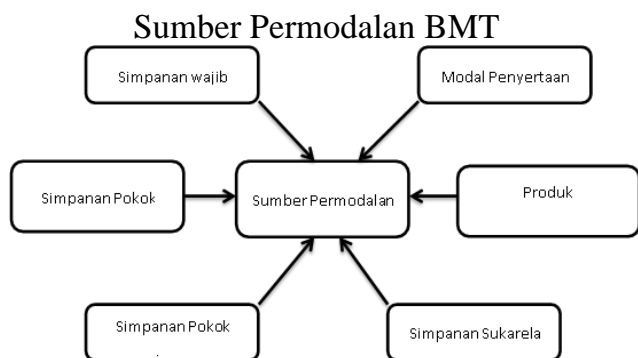 Sumber Permodalan BMT
Simpanan wajib
Modal Penyertaan
Simpanan Pokok
Sumber Permodalan
Produk
Simpanan Pokok
Simpanan Sukarela